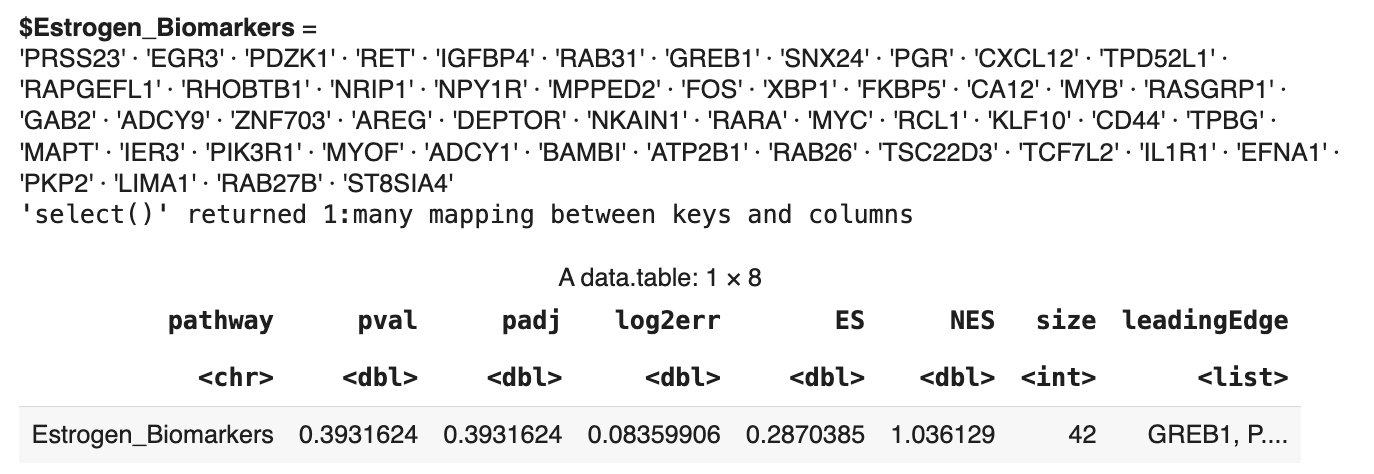 $Estrogen_Biomarkers =
'PRSS23' · 'EGR3' · 'PDZK1' · 'RET' · 'IGFBP4' · 'RAB31' · 'GREB1' · 'SNX24' · 'PGR' · 'CXCL12' · 'TPD52L1' ·
'RAPGEFL1' · 'RHOBTB1' · 'NRIP1' · 'NPY1R' · 'MPPED2' · 'FOS' · 'XBP1' · 'FKBP5' · 'CA12' · 'MYB' · 'RASGRP1' ·
'GAB2' · 'ADCY9' · 'ZNF703' · 'AREG' · 'DEPTOR' · 'NKAIN1' · 'RARA' · 'MYC' · 'RCL1' · 'KLF10' · 'CD44' · 'TPBG' ·
'MAPT' · 'IER3' · 'PIK3R1' · 'MYOF' · 'ADCY1' · 'BAMBI' · 'ATP2B1' · 'RAB26' · 'TSC22D3' · 'TCF7L2' · 'IL1R1' · 'EFNA1' ·
'PKP2' · 'LIMA1' · 'RAB27B' · 'ST8SIA4'
'select()' returned 1:many mapping between keys and columns
A data.table: 1 × 8
pathway pval padj log2err ES NES size leadingEdge
<chr> <dbl> <dbl> <dbl> <dbl> <dbl> <int> <list>
Estrogen_Biomarkers 0.3931624 0.3931624 0.08359906 0.2870385 1.036129 42 GREB1, P....